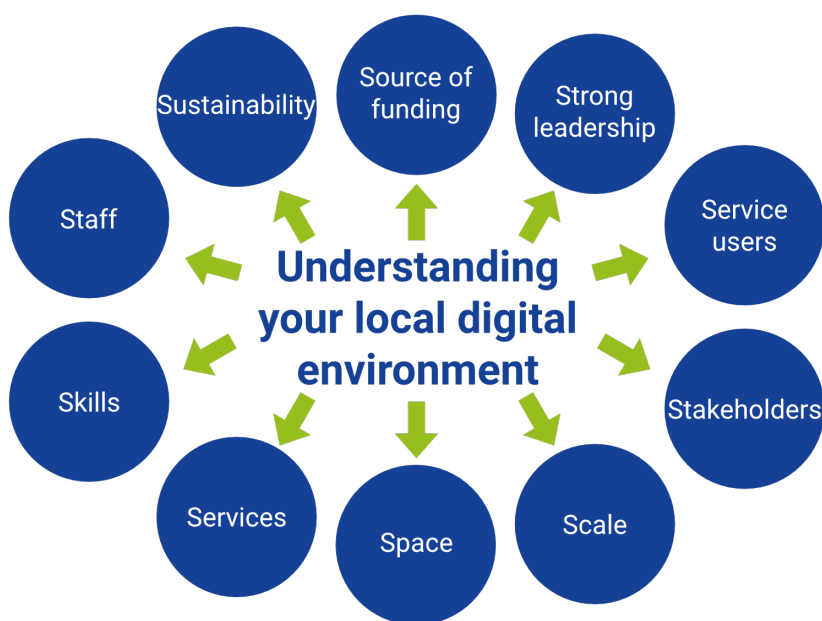 Source of
funding
Strong
leadership
Service
users
Stakeholders
Scale
Space
Services
Skills
Staff
Sustainability
Understanding
your local digital
environment